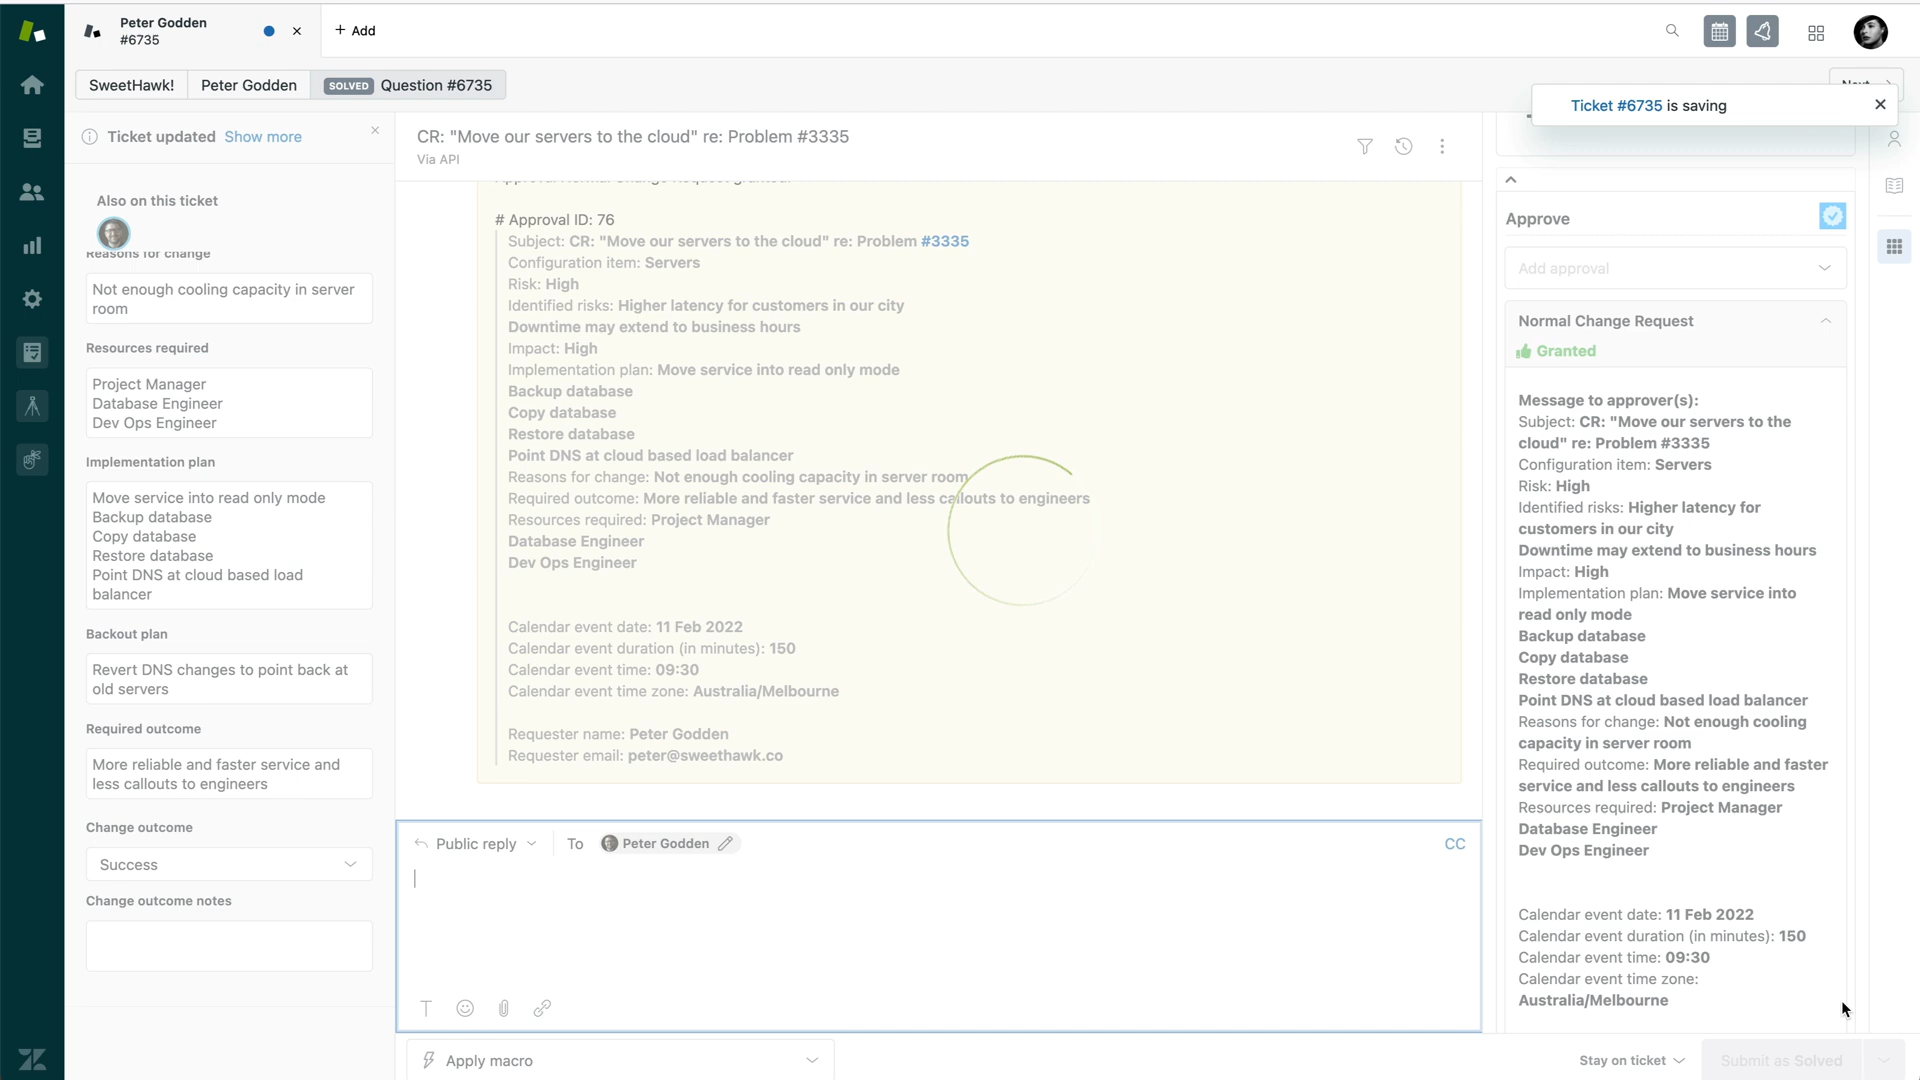 Peter Godden
#6735
+ Add
SweetHawk!
Peter Godden
SOLVED Question #6735
Ticket #6735 is saving
Ticket updated Show more
Also on this ticket
Reasons for change
Not enough cooling capacity in server
room
Resources required
Project Manager
Database Engineer
Dev Ops Engineer
Implementation plan
Move service into read only mode
Backup database
Copy database
Restore database
Point DNS at cloud based load
balancer
Backout plan
Revert DNS changes to point back at
old servers
Required outcome
More reliable and faster service and
less callouts to engineers
Change outcome
Success
Change outcome notes
CR: "Move our servers to the cloud" re: Problem #3335
Via API
# Approval ID: 76
Subject: CR: "Move our servers to the cloud" re: Problem #3335
Configuration item: Servers
Risk: High
Identified risks: Higher latency for customers in our city
Downtime may extend to business hours
Impact: High
Implementation plan: Move service into read only mode
Backup database
Copy database
Restore database
Point DNS at cloud based load balancer
Reasons for change: Not enough cooling capacity in server room
Required outcome: More reliable and faster service and less callouts to engineers
Resources required: Project Manager
Database Engineer
Dev Ops Engineer
Calendar event date: 11 Feb 2022
Calendar event duration (in minutes): 150
Calendar event time: 09:30
Calendar event time zone: Australia/Melbourne
Requester name: Peter Godden
Requester email: peter@sweethawk.co
Public reply
To
Peter Godden
CC
Apply macro
Approve
Add approval
Normal Change Request
Granted
Message to approver(s):
Subject: CR: "Move our servers to the
cloud" re: Problem #3335
Configuration item: Servers
Risk: High
Identified risks: Higher latency for
customers in our city
Downtime may extend to business hours
Impact: High
Implementation plan: Move service into
read only mode
Backup database
Copy database
Restore database
Point DNS at cloud based load balancer
Reasons for change: Not enough cooling
capacity in server room
Required outcome: More reliable and faster
service and less callouts to engineers
Resources required: Project Manager
Database Engineer
Dev Ops Engineer
Calendar event date: 11 Feb 2022
Calendar event duration (in minutes): 150
Calendar event time: 09:30
Calendar event time zone:
Australia/Melbourne
Stay on ticket
Submit as Solved